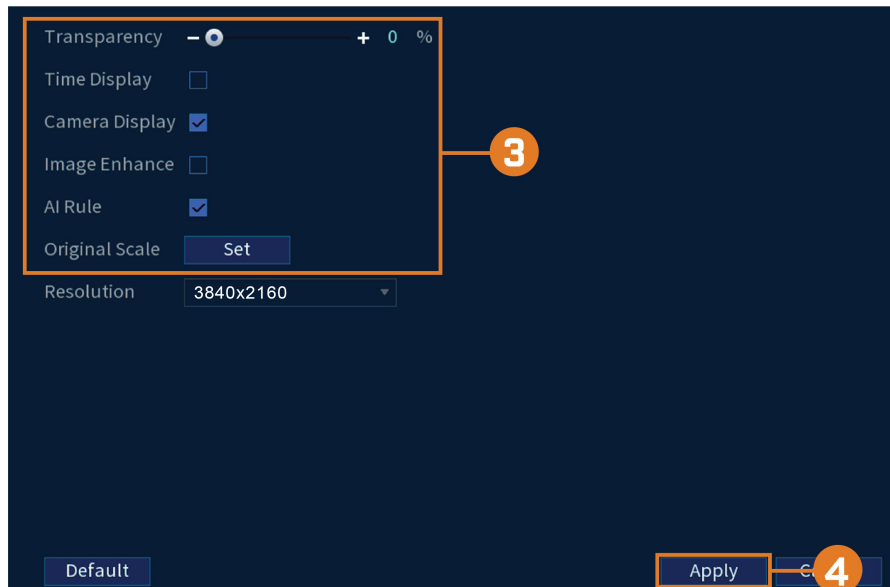 Transparency − + 0 %
Time Display
Camera Display
Image Enhance
3
AI Rule
Original Scale Set
Resolution 3840x2160
Default Apply 4